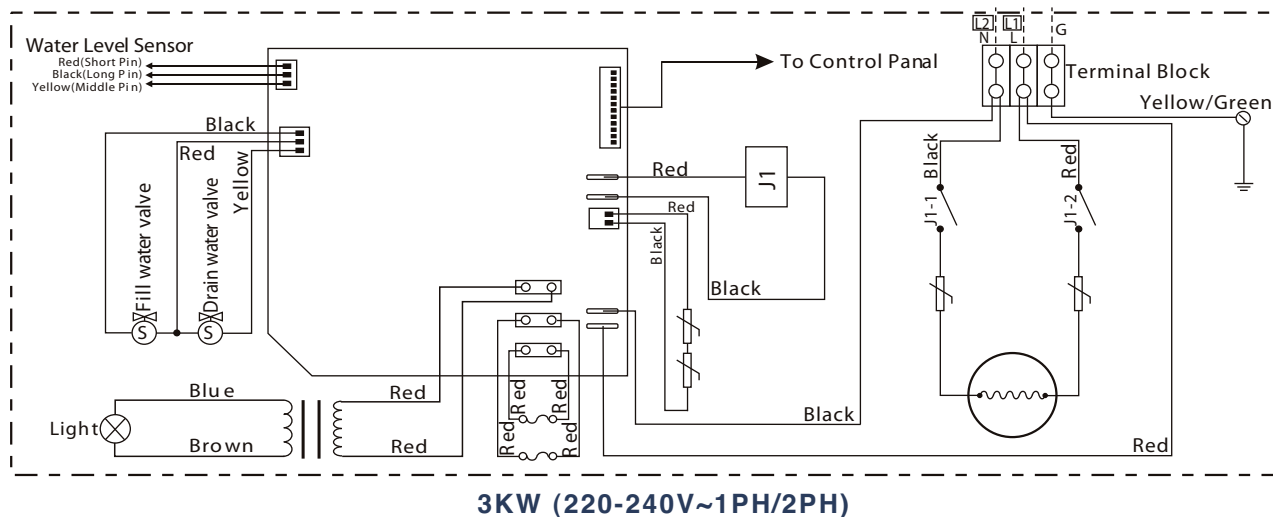 L2 L1
N L G
Water Level Sensor
Red(Short Pin)
Black(Long Pin)
Yellow(Middle Pin)
To Control Panal
Terminal Block
Yellow/Green
Black
Red
Yellow
Fill water valve
Drain water valve
S
S
Red
J1
Red
Black
Black
Black
J1-1
Red
J1-2
Light
Blue
Brown
Red
Red
Red
Red
Red
Red
Black
Red
3KW (220-240V~1PH/2PH)